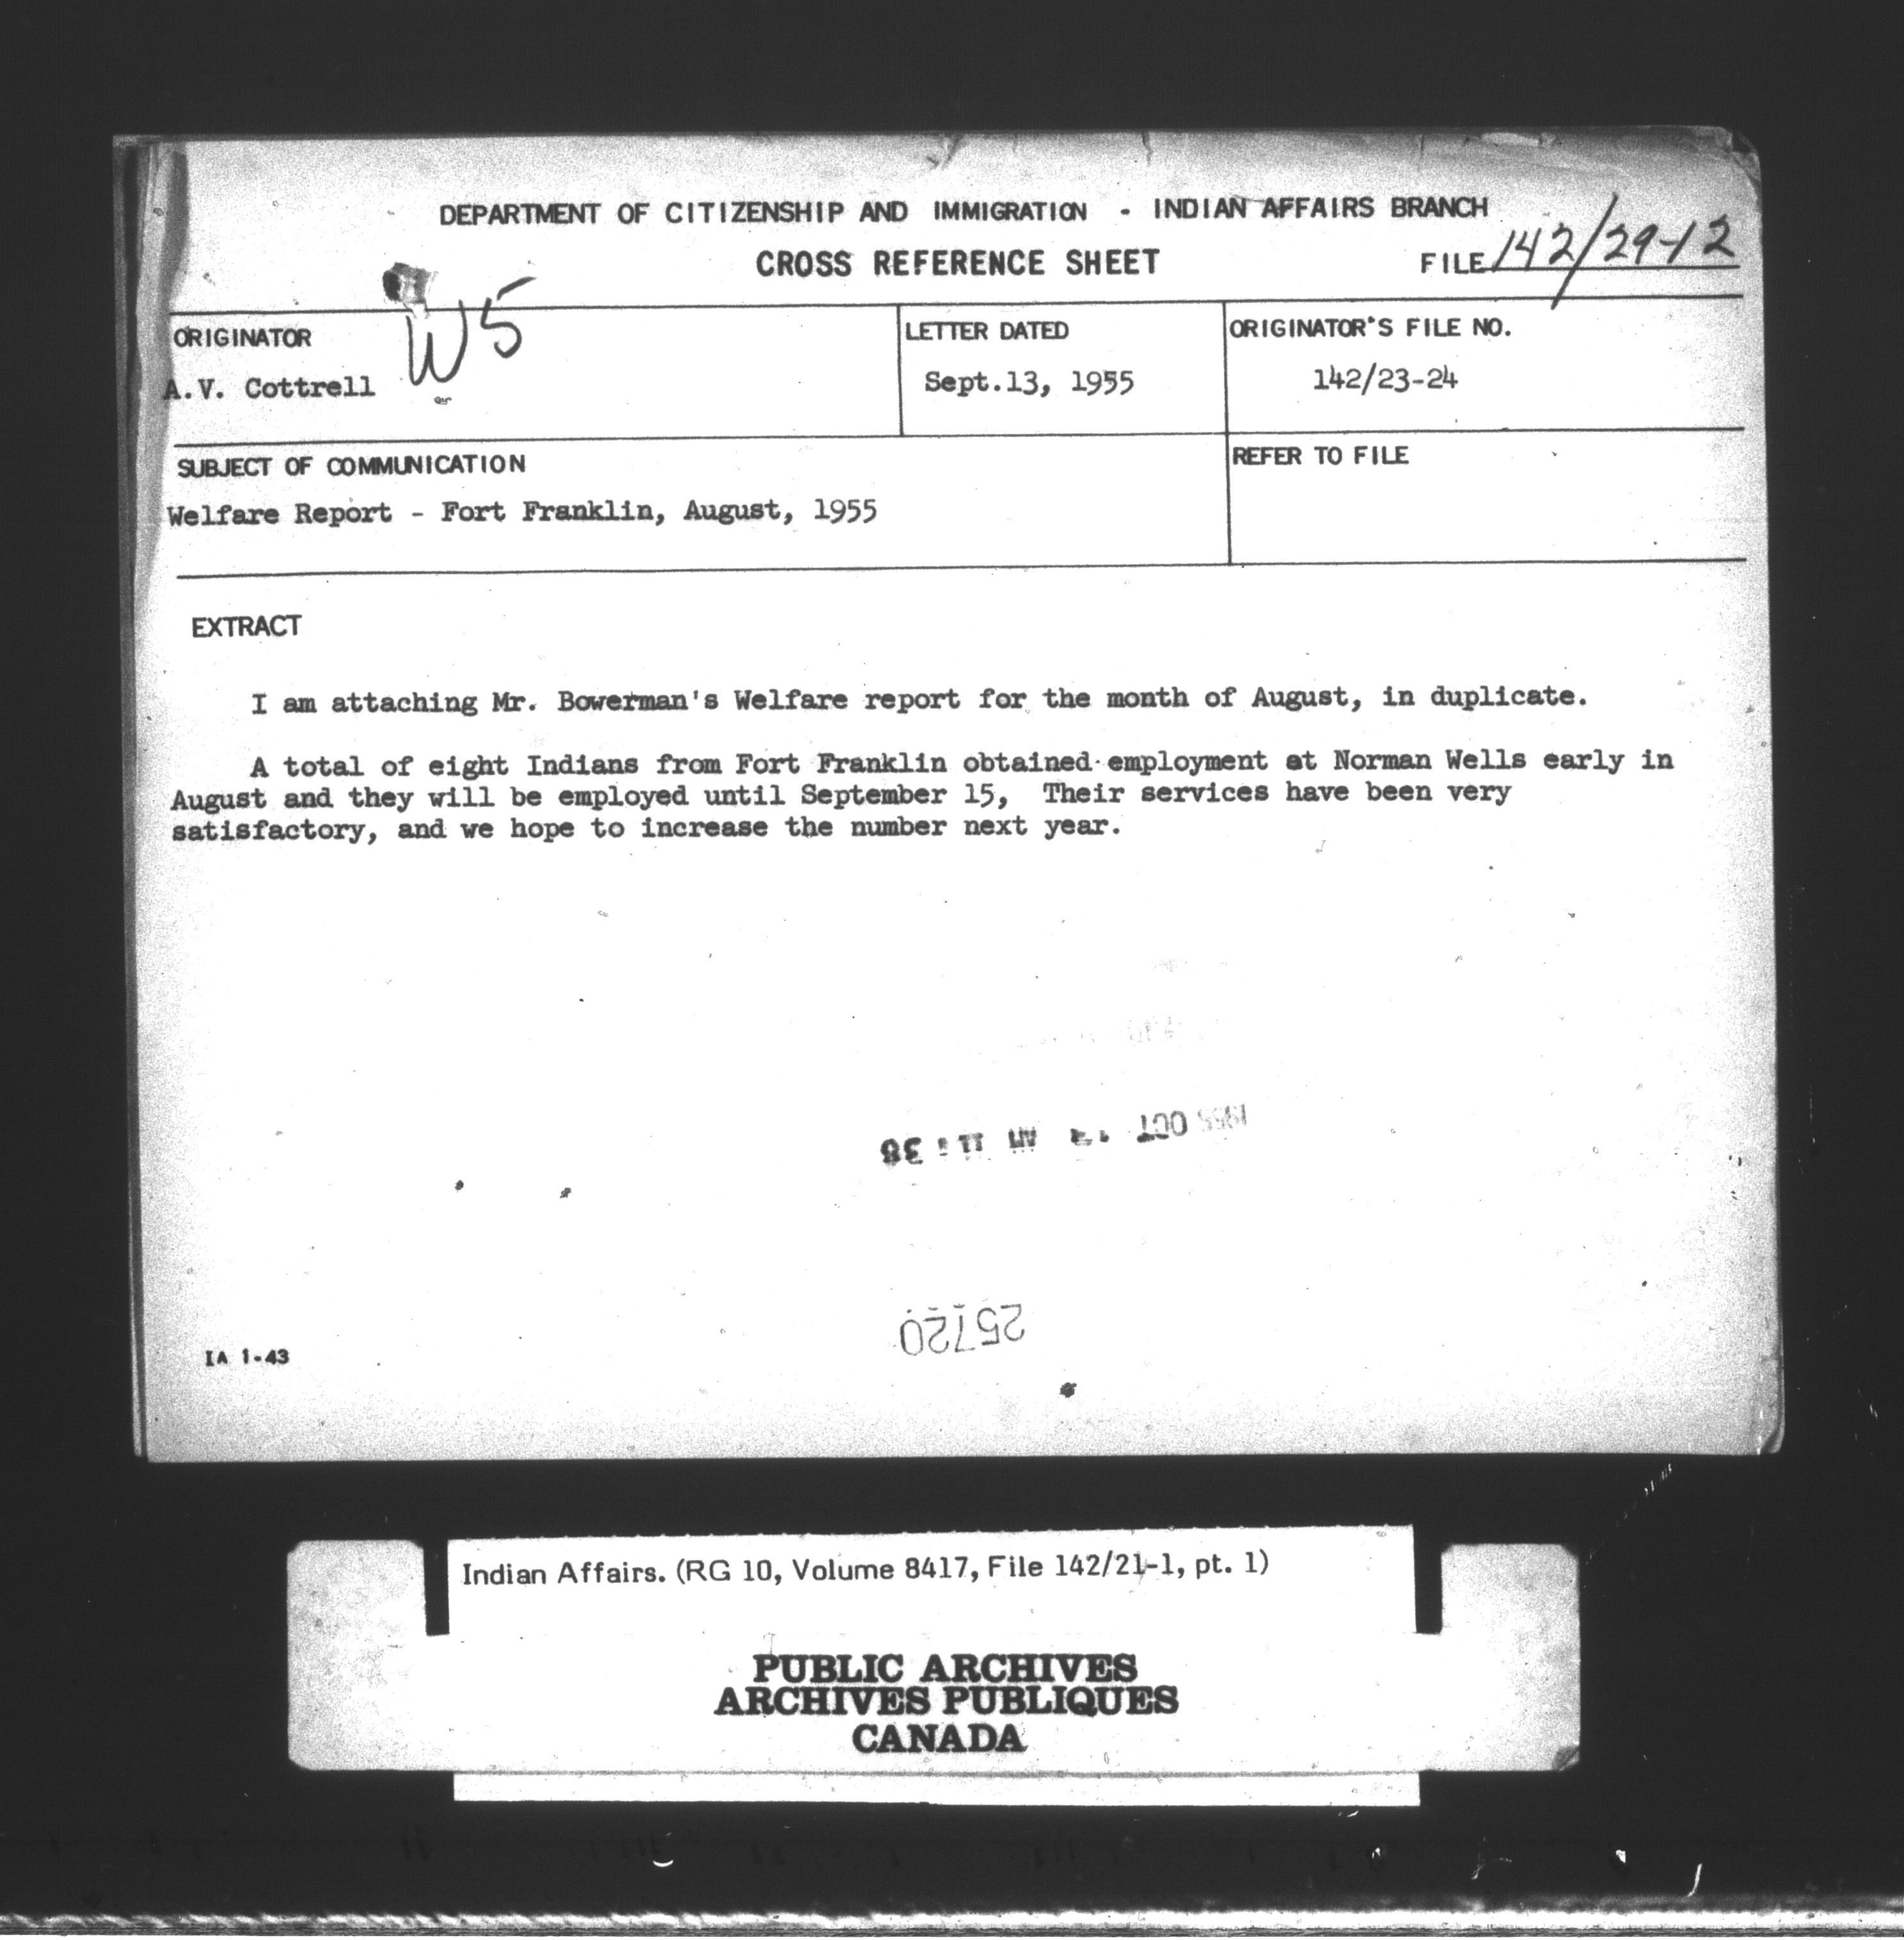 DEPARTMENT OF CITIZENSHIP AND IMMIGRATION - INDIAN AFFAIRS BRANCH
CROSS REFERENCE SHEET
FILE 142/29-12
W5
ORIGINATOR
A.V. Cottrell
LETTER DATED
Sept.13, 1955
ORIGINATOR'S FILE NO.
142/23-24
SUBJECT OF COMMUNICATION
Welfare Report - Fort Franklin, August, 1955
REFER TO FILE
EXTRACT
I am attaching Mr. Bowerman's Welfare report for the month of August, in duplicate.
A total of eight Indians from Fort Franklin obtained employment at Norman Wells early in
August and they will be employed until September 15, Their services have been very
satisfactory, and we hope to increase the number next year.
1955 OCT AM 11:38
25720
IA 1-43
Indian Affairs. (RG 10, Volume 8417, File 142/21-1, pt. 1)
PUBLIC ARCHIVES
ARCHIVES PUBLIQUES
CANADA